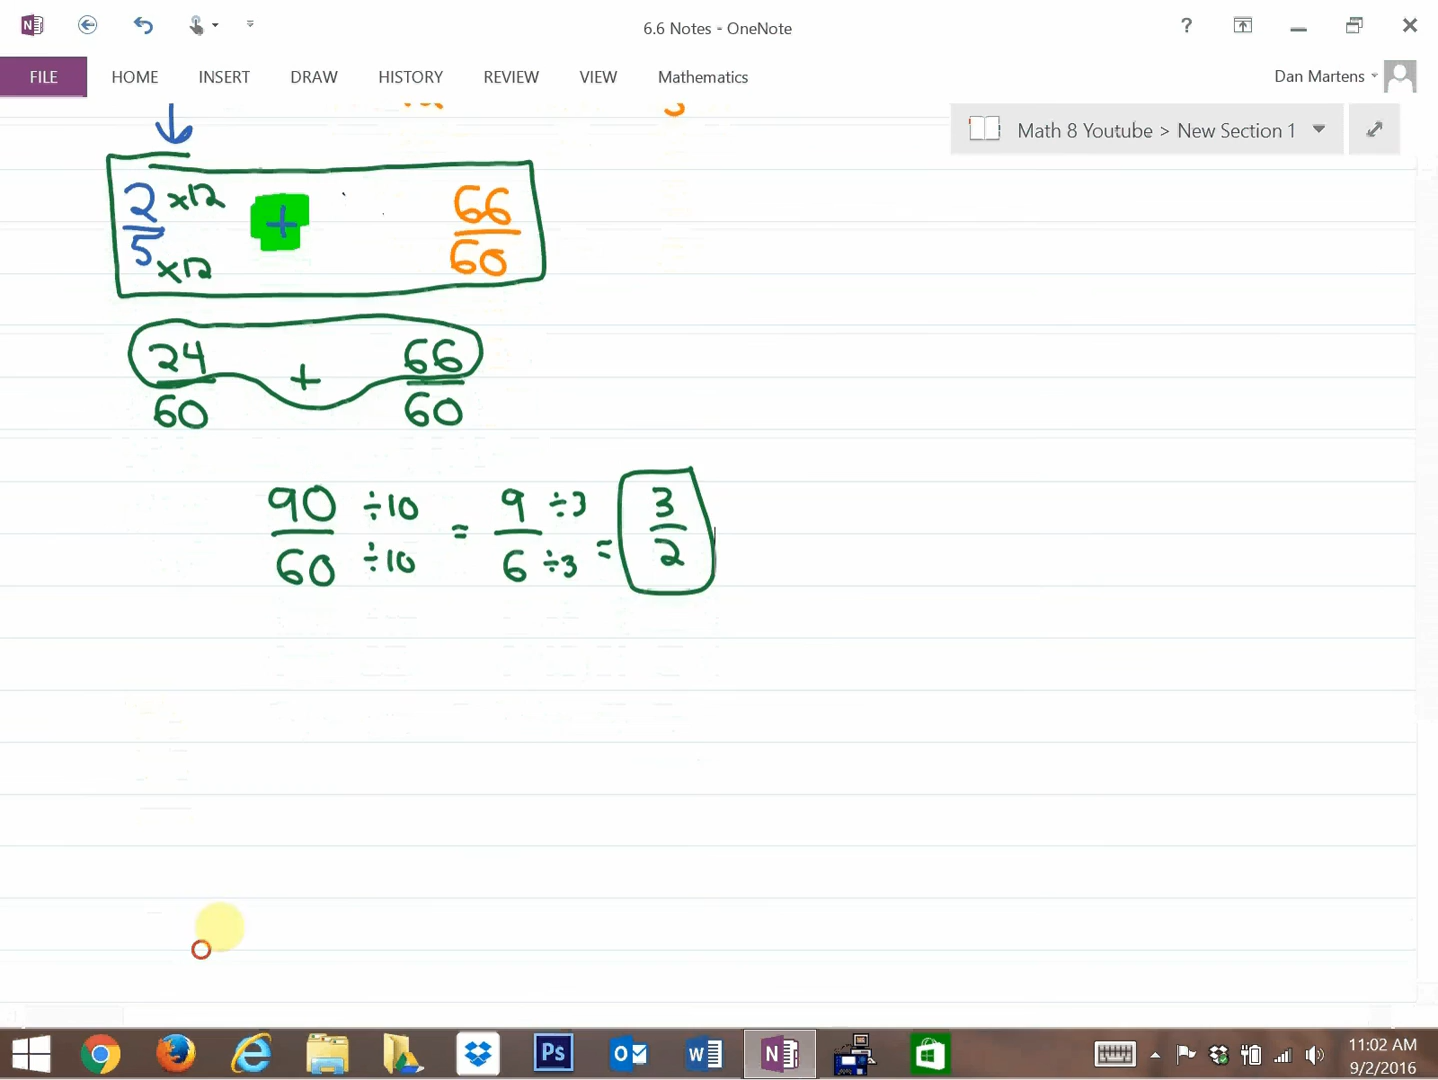 6.6 Notes - OneNote
?
FILE HOME INSERT DRAW HISTORY REVIEW VIEW Mathematics
Dan Martens
Math 8 Youtube > New Section 1
2/5 ×12 ×12 + 66/60
24/60 + 66/60
90/60 ÷10 ÷10 = 9/6 ÷3 ÷3 = 3/2
Ps
11:02 AM
9/2/2016